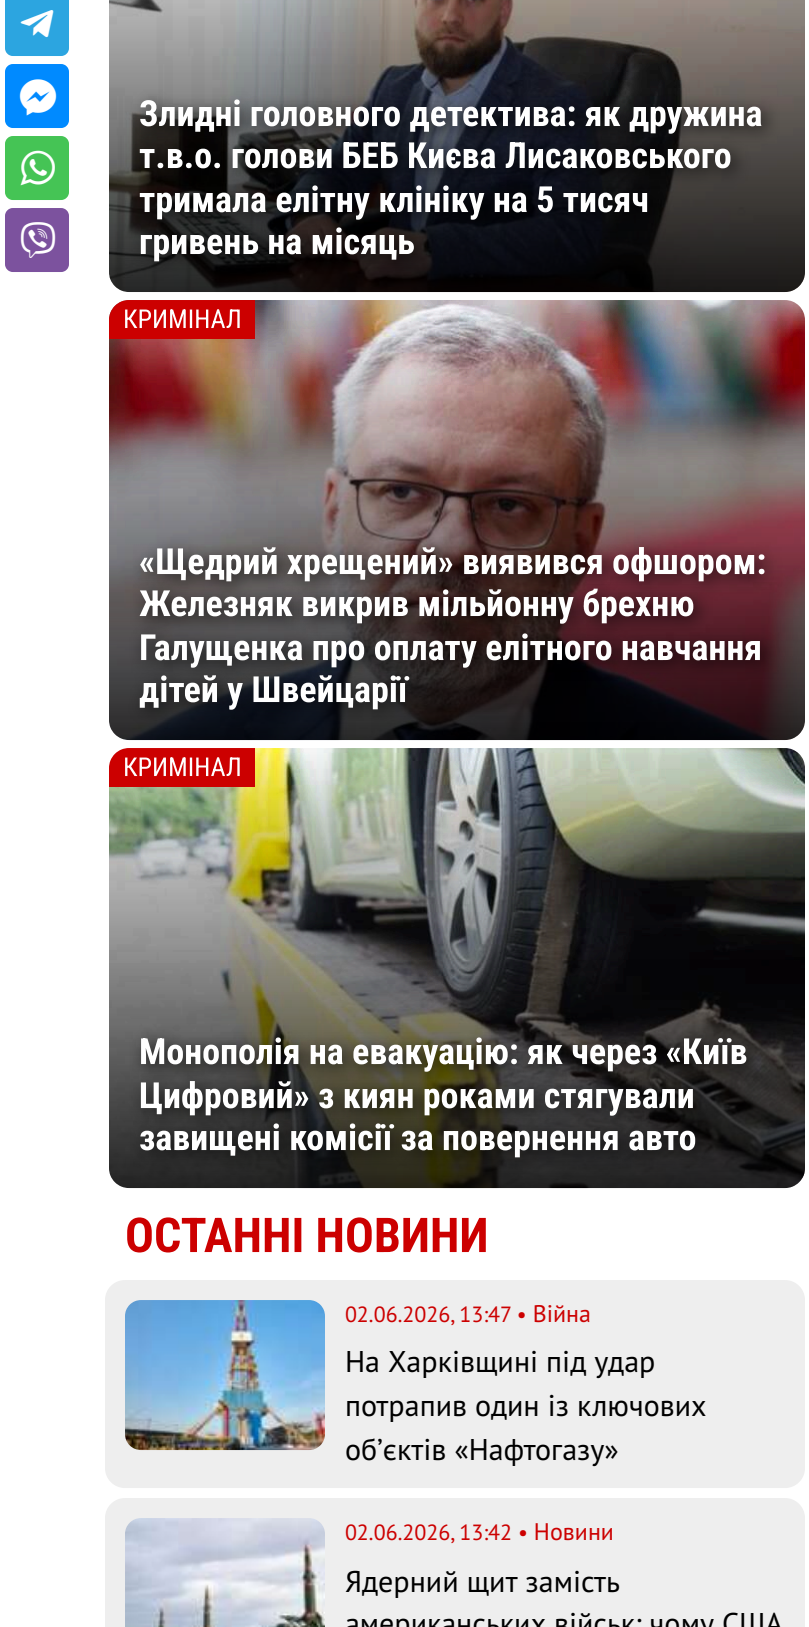 Злидні головного детектива: як дружина
т.в.о. голови БЕБ Києва Лисаковського
тримала елітну клініку на 5 тисяч
гривень на місяць
КРИМІНАЛ
«Щедрий хрещений» виявився офшором:
Железняк викрив мільйонну брехню
Галущенка про оплату елітного навчання
дітей у Швейцарії
КРИМІНАЛ
Монополія на евакуацію: як через «Київ
Цифровий» з киян роками стягували
завищені комісії за повернення авто
ОСТАННІ НОВИНИ
02.06.2026, 13:47 • Війна
На Харківщині під удар
потрапив один із ключових
об’єктів «Нафтогазу»
02.06.2026, 13:42 • Новини
Ядерний щит замість
американських військ: чому США